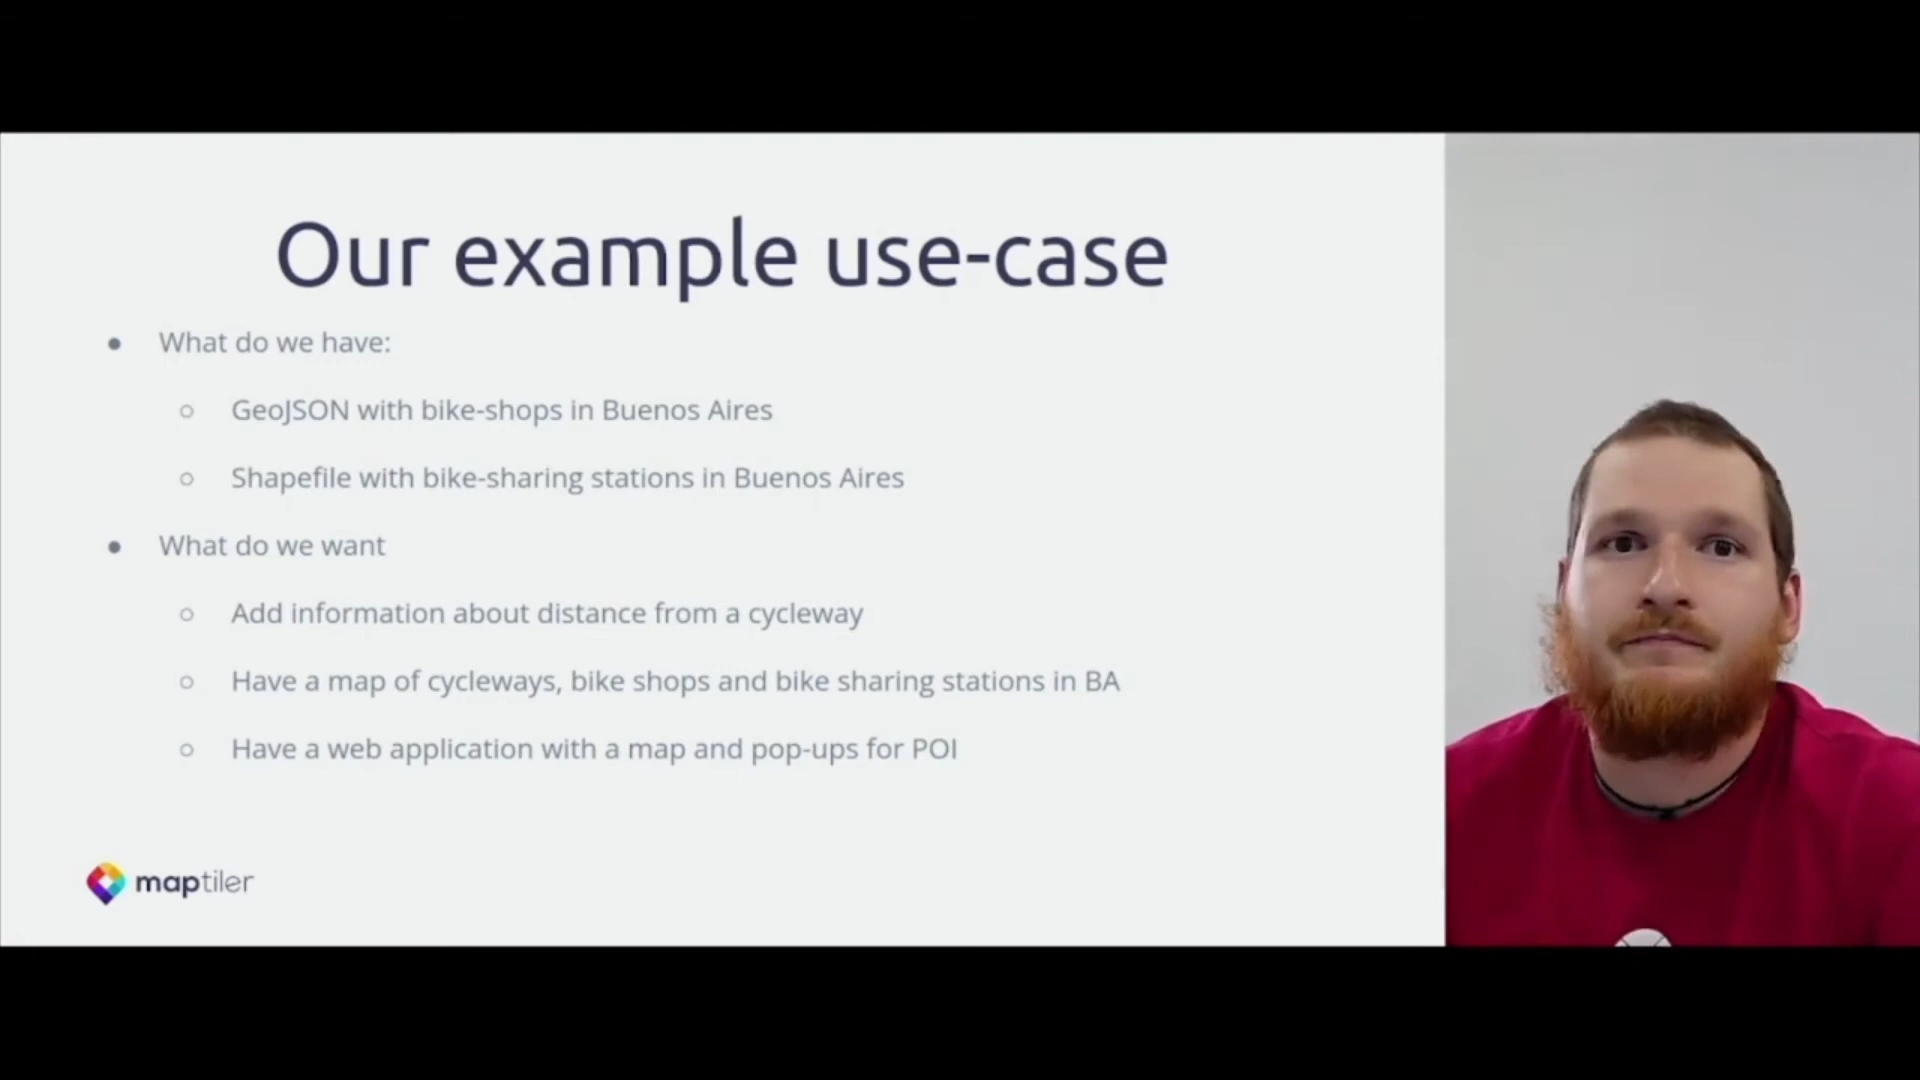 Our example use-case
What do we have:
GeoJSON with bike-shops in Buenos Aires
Shapefile with bike-sharing stations in Buenos Aires
What do we want
Add information about distance from a cycleway
Have a map of cycleways, bike shops and bike sharing stations in BA
Have a web application with a map and pop-ups for POI
maptiler